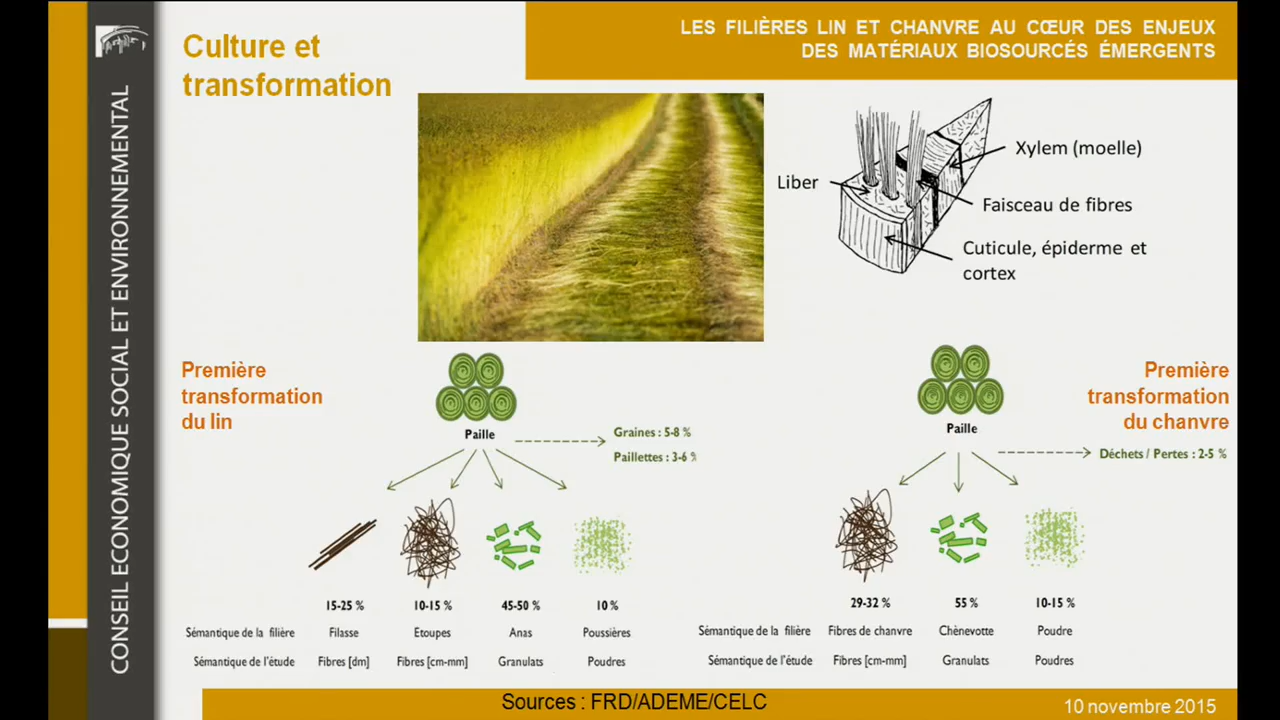 CONSEIL ECONOMIQUE SOCIAL ET ENVIRONNEMENTAL
Culture et
transformation
LES FILIÈRES LIN ET CHANVRE AU CŒUR DES ENJEUX
DES MATÉRIAUX BIOSOURCÉS ÉMERGENTS
Xylem (moelle)
Liber
Faisceau de fibres
Cuticule, épiderme et
cortex
Première
transformation
du lin
Paille
Graines : 5-8 %
Paillettes : 3-6 %
15-25 % 10-15 % 45-50 % 10 %
Sémantique de la filière Filasse Etoupes Anas Poussières
Sémantique de l'étude Fibres [dm] Fibres [cm-mm] Granulats Poudres
Première
transformation
du chanvre
Paille
Déchets / Pertes : 2-5 %
29-32 % 55 % 10-15 %
Sémantique de la filière Fibres de chanvre Chènevotte Poudre
Sémantique de l'étude Fibres [cm-mm] Granulats Poudres
Sources : FRD/ADEME/CELC
10 novembre 2015